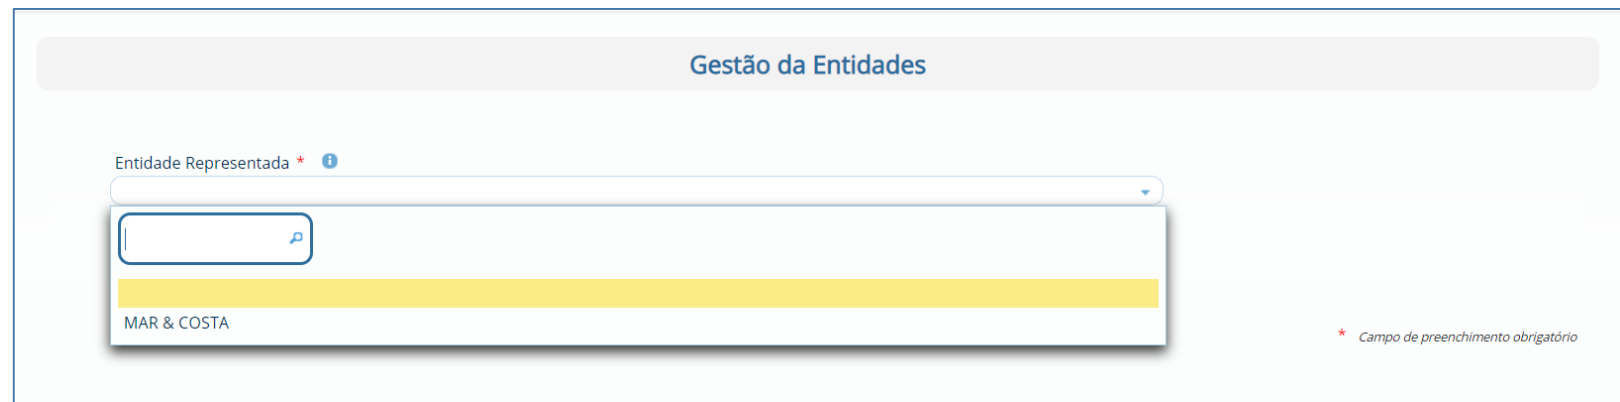 Gestão da Entidades
Entidade Representada *
MAR & COSTA
* Campo de preenchimento obrigatório